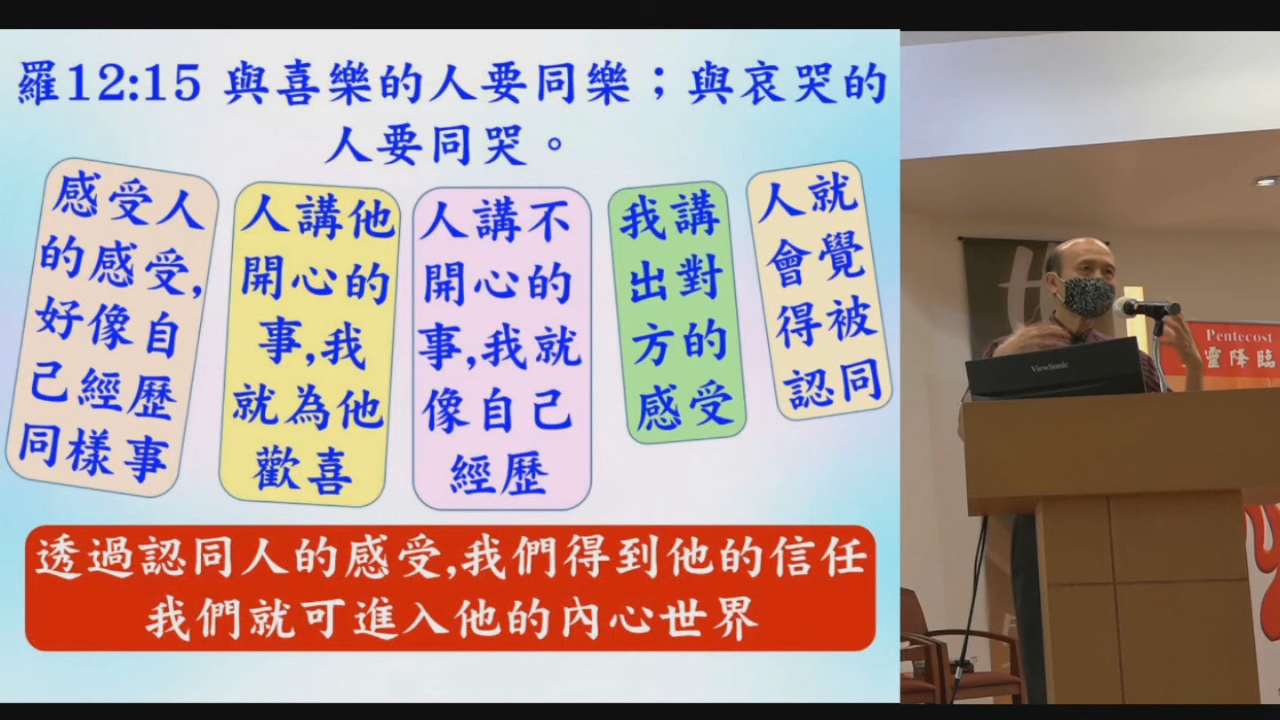 羅12:15 與喜樂的人要同樂；與哀哭的
人要同哭。
感受人
的感受,
好像自
己經歷
同樣事
人講他
開心的
事,我
就為他
歡喜
人講不
開心的
事,我就
像自己
經歷
我講
出對
方的
感受
人就
會覺
得被
認同
透過認同人的感受,我們得到他的信任
我們就可進入他的內心世界
ViewSonic
Pentecost
靈降臨